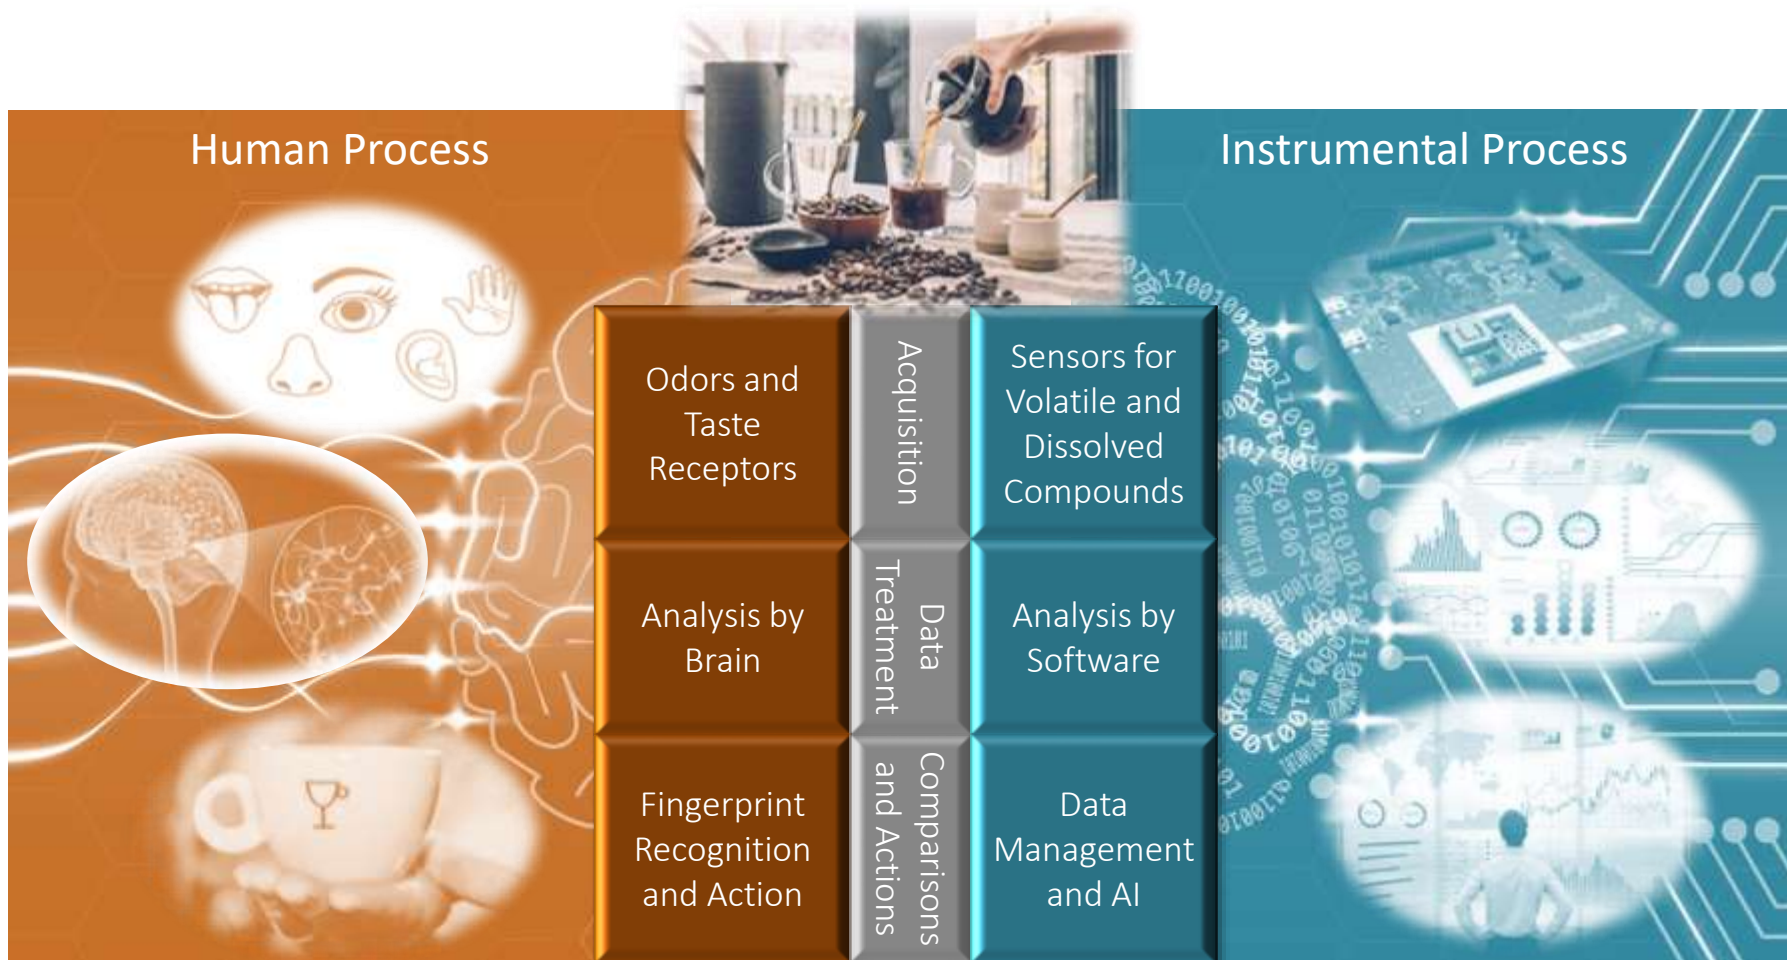 Human Process
Instrumental Process
Odors and
Taste
Receptors
Acquisition
Sensors for
Volatile and
Dissolved
Compounds
Analysis by
Brain
Data
Treatment
Analysis by
Software
Fingerprint
Recognition
and Action
Comparisons
and Actions
Data
Management
and AI